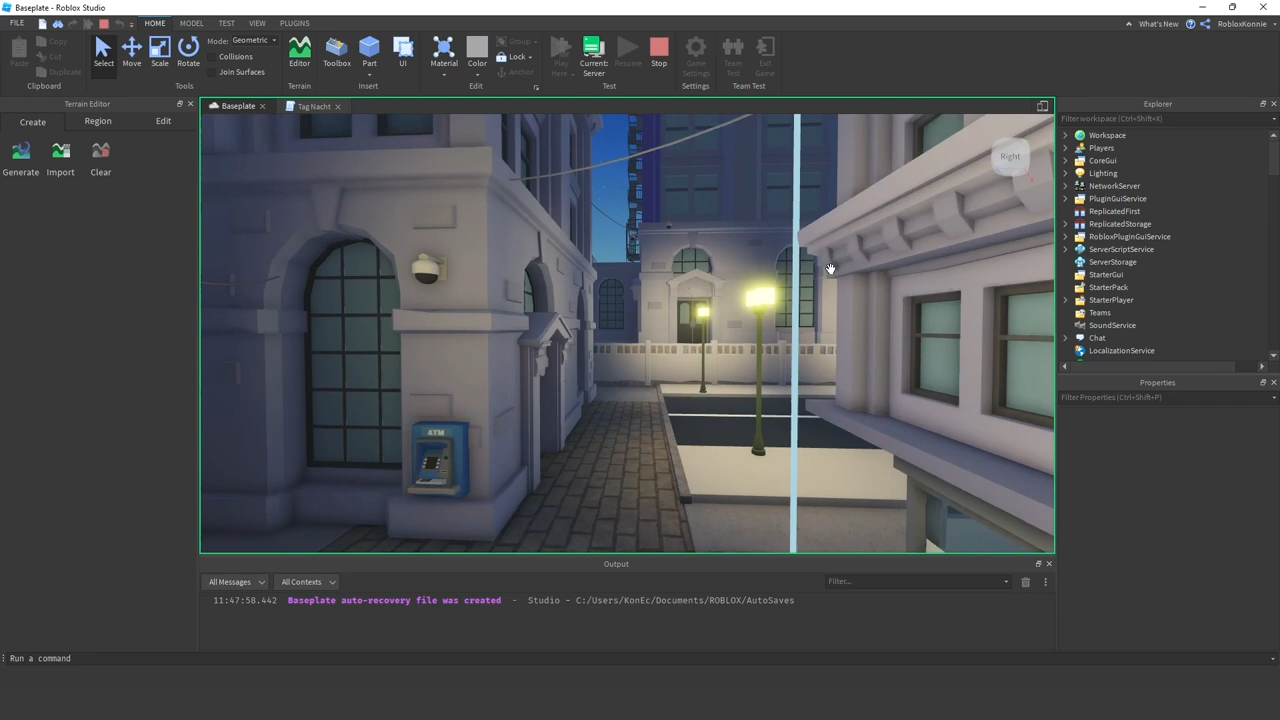 Baseplate - Roblox Studio
FILE HOME MODEL TEST VIEW PLUGINS What's New RobloxKonnie
Paste Copy Cut Duplicate Clipboard
Select Move Scale Rotate Mode: Geometric Collisions Join Surfaces Tools
Editor Terrain
Toolbox Part UI Insert
Material Color Group Lock Anchor Edit
Play Here Current: Server Resume Stop Test
Game Settings Settings
Team Test Exit Game Team Test
Terrain Editor
Create Region Edit
Generate Import Clear
Baseplate Tag Nacht
Right
ATM
Explorer
Filter workspace (Ctrl+Shift+X)
Workspace
Players
CoreGui
Lighting
NetworkServer
PluginGuiService
ReplicatedFirst
ReplicatedStorage
RobloxPluginGuiService
ServerScriptService
ServerStorage
StarterGui
StarterPack
StarterPlayer
Teams
SoundService
Chat
LocalizationService
Properties
Filter Properties (Ctrl+Shift+P)
Output
All Messages All Contexts Filter...
11:47:58.442 Baseplate auto-recovery file was created - Studio - C:/Users/KonEc/Documents/ROBLOX/AutoSaves
Run a command